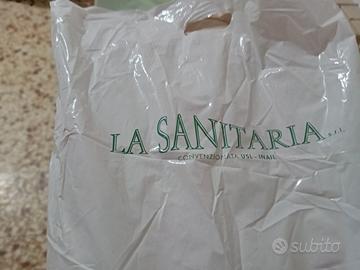 LA SANITARIA s.r.l.
CONVENZIONATA USL - INAIL
subito